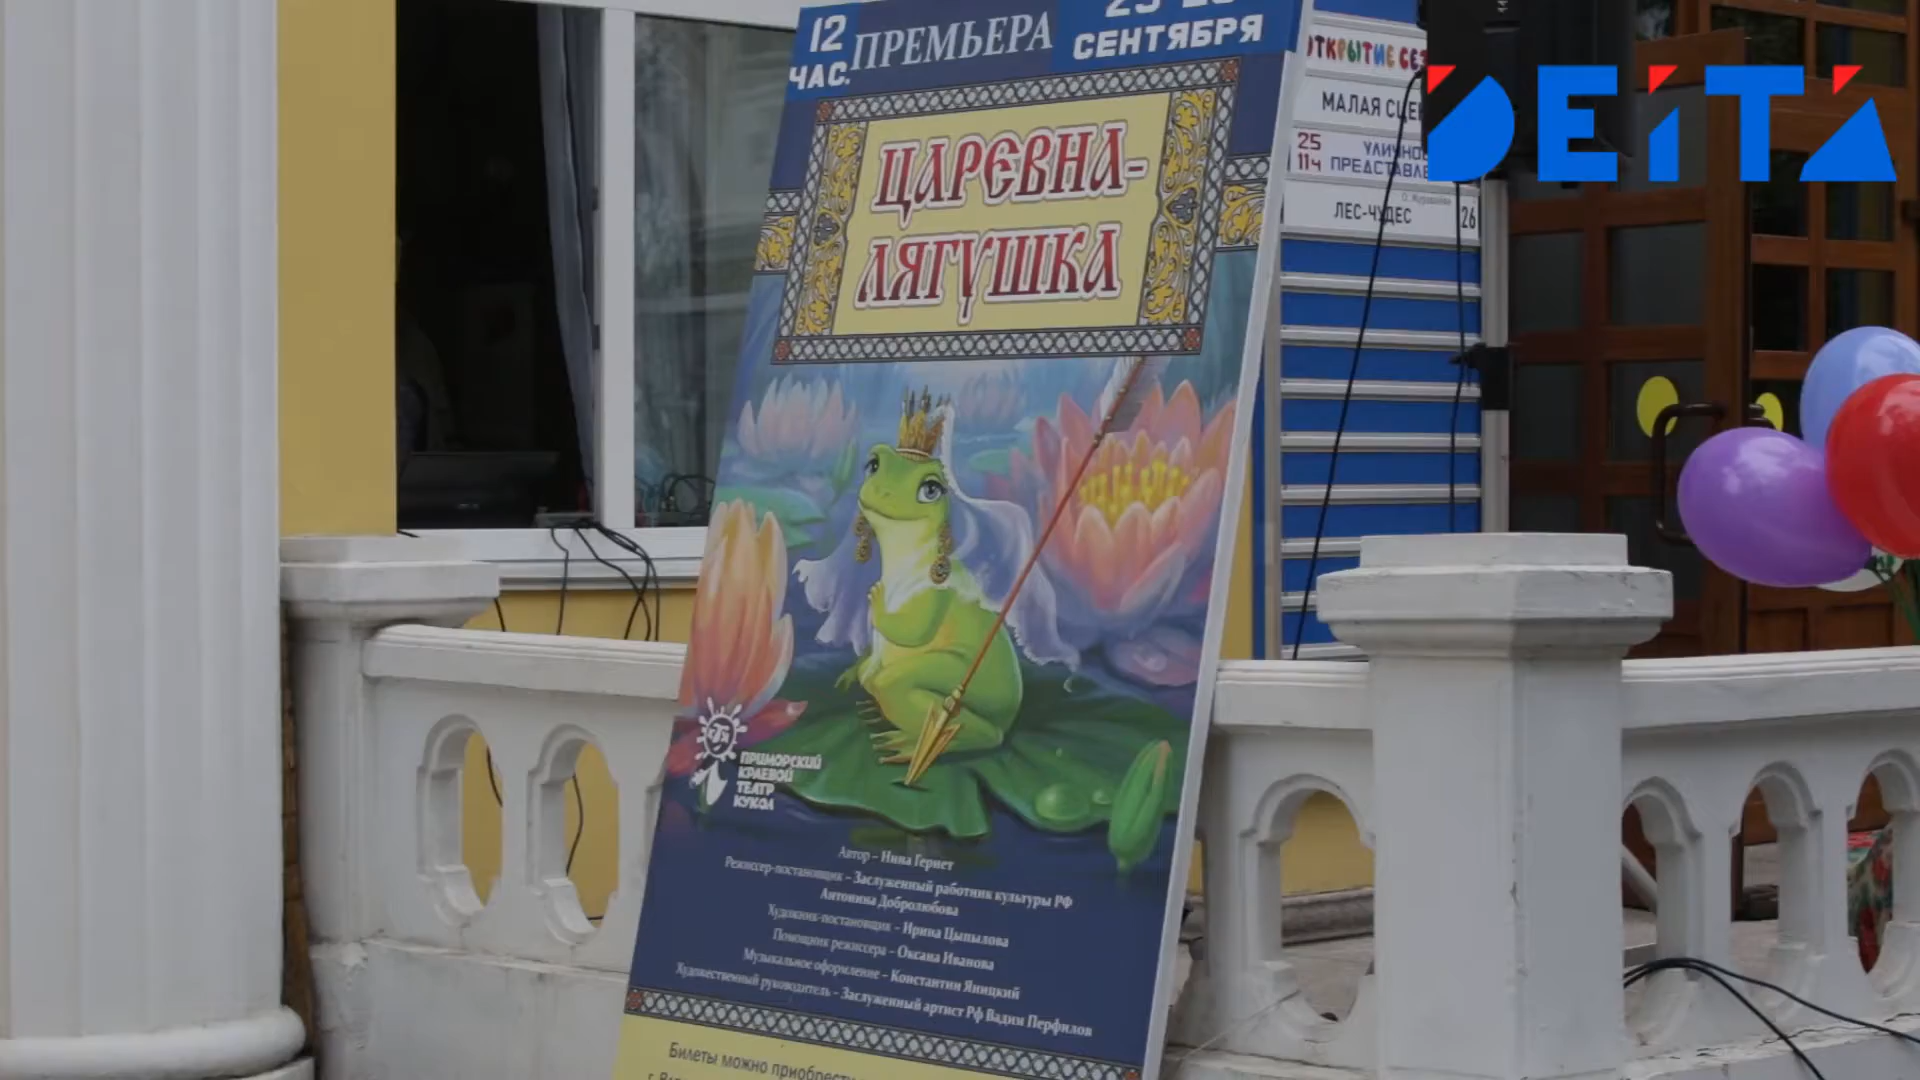 12
ЧАС.
ПРЕМЬЕРА
СЕНТЯБРЯ
ЦАРЕВНА-
ЛЯГУШКА
ПРИМОРСКИЙ
КРАЕВОЙ
ТЕАТР
КУКОЛ
Автор – Нина Гернет
Режиссер-постановщик – Заслуженный работник культуры РФ
Антонина Добролюбова
Художник-постановщик – Ирина Цыпылова
Помощник режиссера – Оксана Иванова
Музыкальное оформление – Константин Яницкий
Художественный руководитель – Заслуженный артист РФ Вадим Перфилов
Билеты можно приобрести
ОТКРЫТИЕ СЕЗ
МАЛАЯ СЦЕН
25
11ч
УЛИЧНОЕ
ПРЕДСТАВЛЕ
ЛЕС-ЧУДЕС
26
DEITA